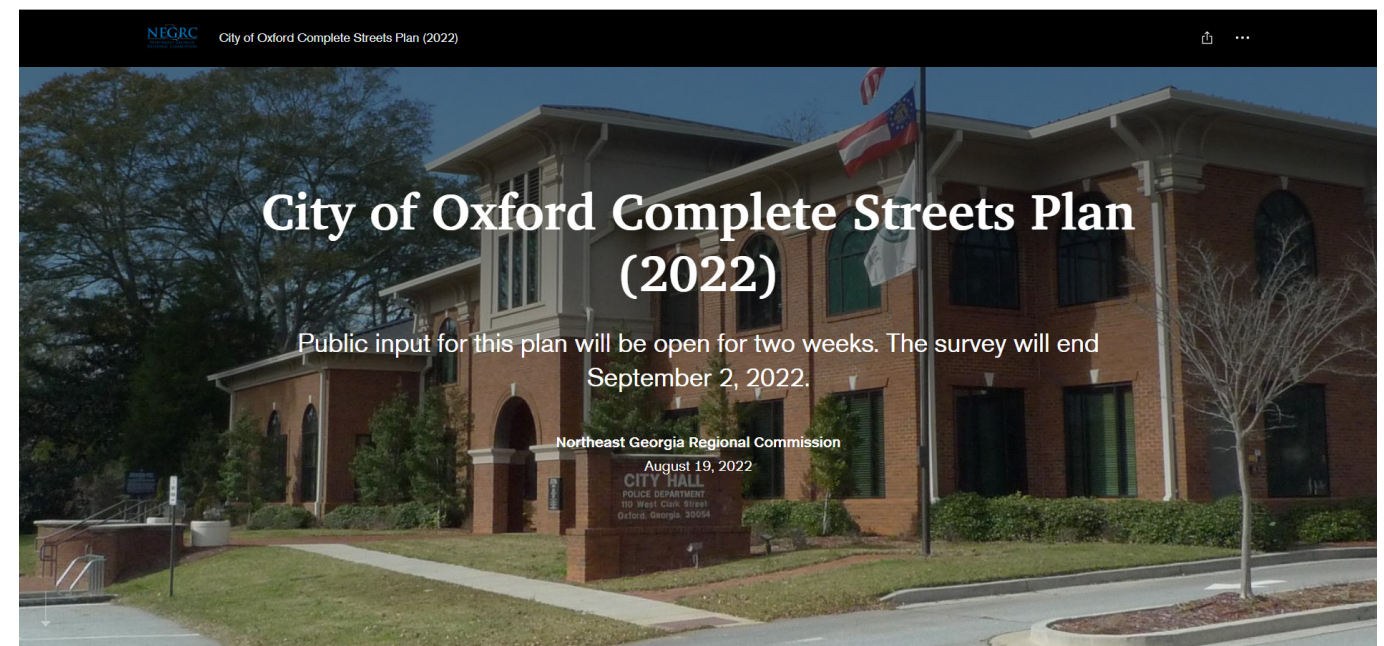 NEGRC
City of Oxford Complete Streets Plan (2022)
City of Oxford Complete Streets Plan
(2022)
Public input for this plan will be open for two weeks. The survey will end
September 2, 2022.
Northeast Georgia Regional Commission
August 19, 2022
CITY HALL
POLICE DEPARTMENT
110 West Clark Street
Oxford, Georgia. 30054